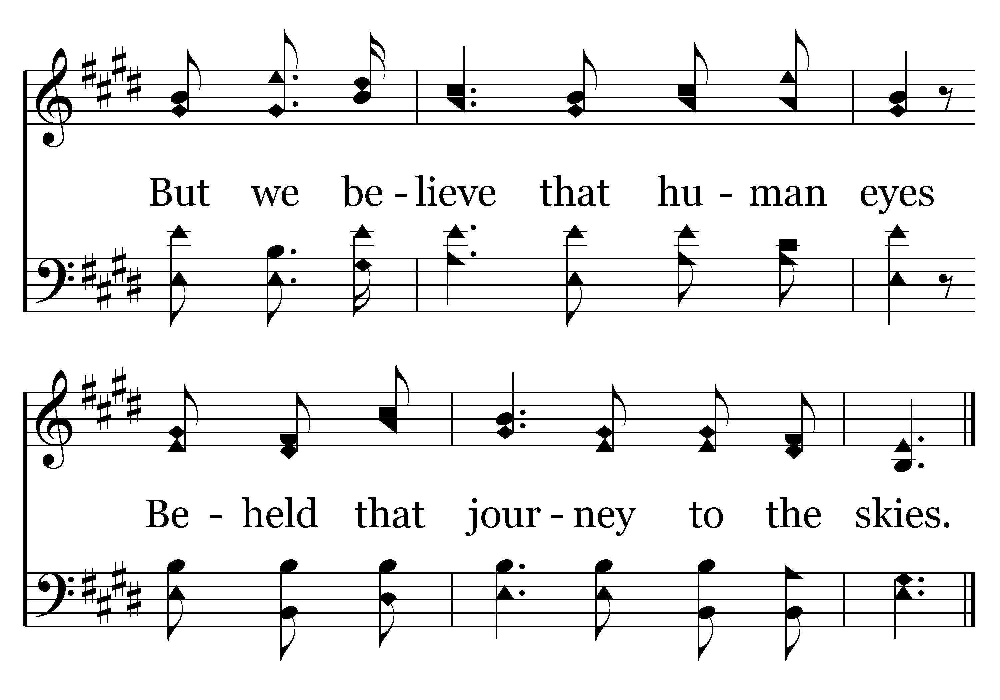 But we be - lieve that hu - man eyes
Be - held that jour - ney to the skies.